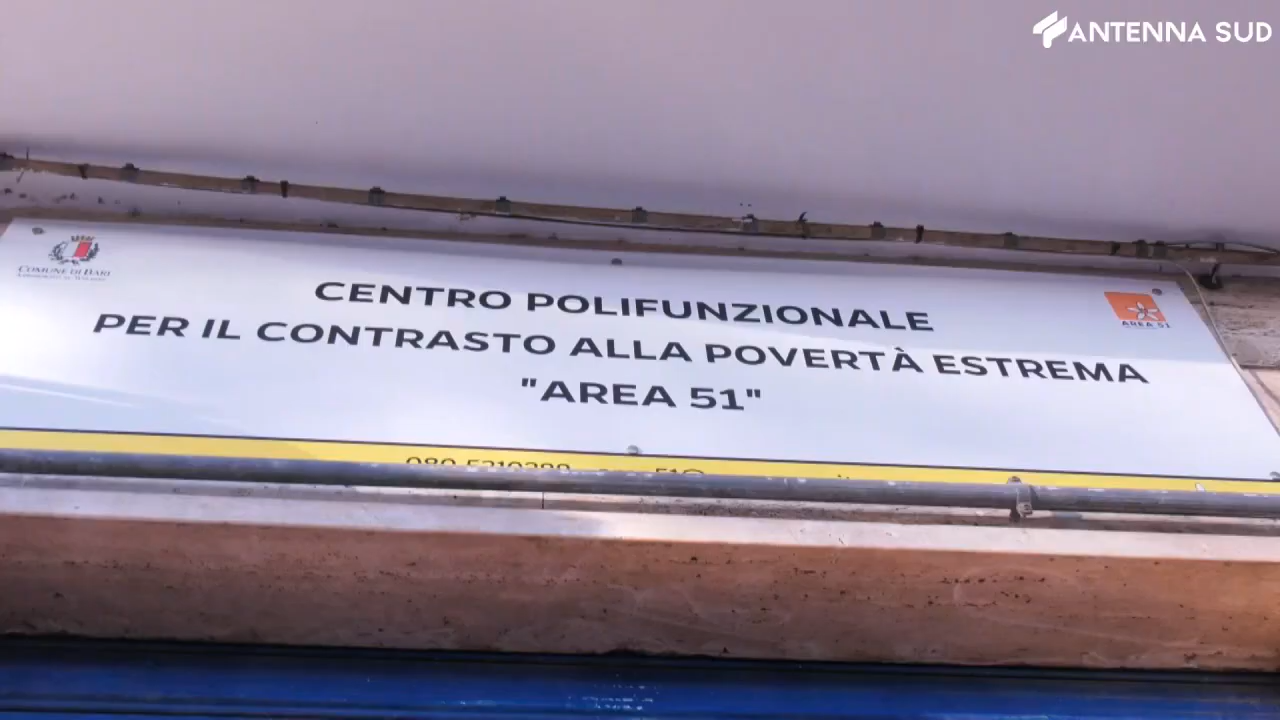 ANTENNA SUD
COMUNE DI BARI
CENTRO POLIFUNZIONALE
PER IL CONTRASTO ALLA POVERTÀ ESTREMA
"AREA 51"
AREA 51